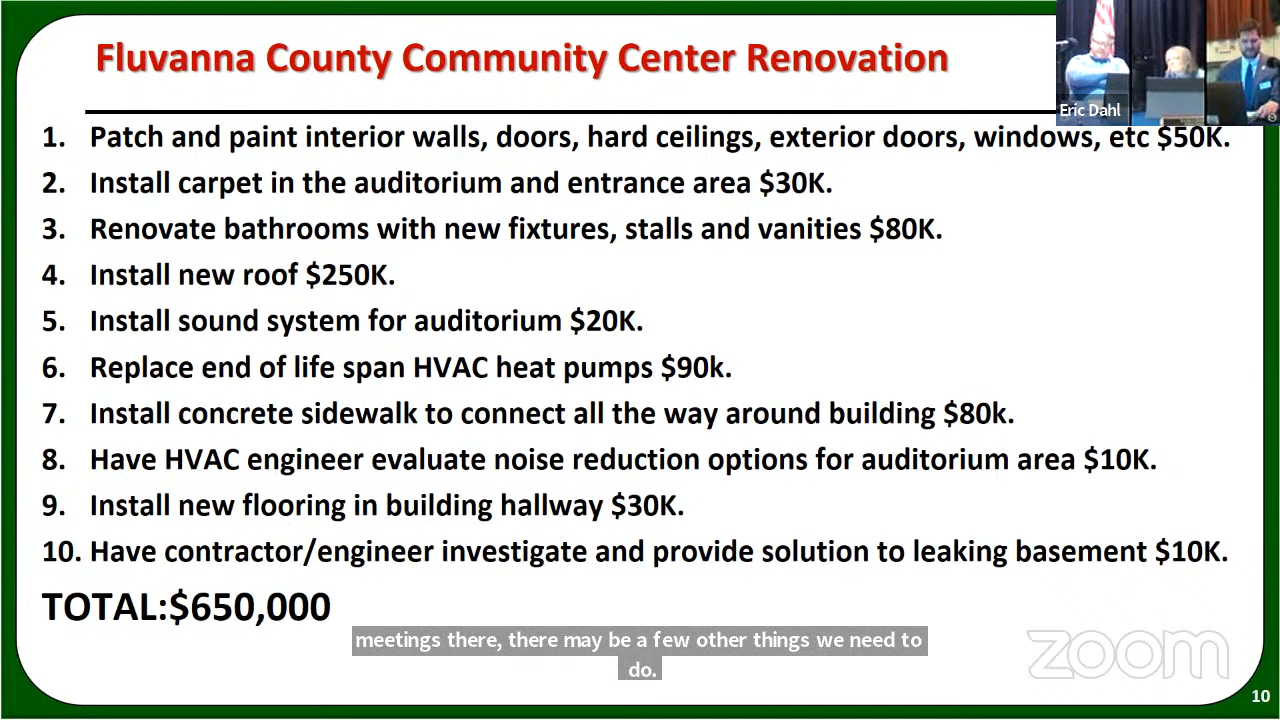 Fluvanna County Community Center Renovation
Eric Dahl
1. Patch and paint interior walls, doors, hard ceilings, exterior doors, windows, etc $50K.
2. Install carpet in the auditorium and entrance area $30K.
3. Renovate bathrooms with new fixtures, stalls and vanities $80K.
4. Install new roof $250K.
5. Install sound system for auditorium $20K.
6. Replace end of life span HVAC heat pumps $90k.
7. Install concrete sidewalk to connect all the way around building $80k.
8. Have HVAC engineer evaluate noise reduction options for auditorium area $10K.
9. Install new flooring in building hallway $30K.
10. Have contractor/engineer investigate and provide solution to leaking basement $10K.
TOTAL:$650,000
meetings there, there may be a few other things we need to
do.
zoom
10